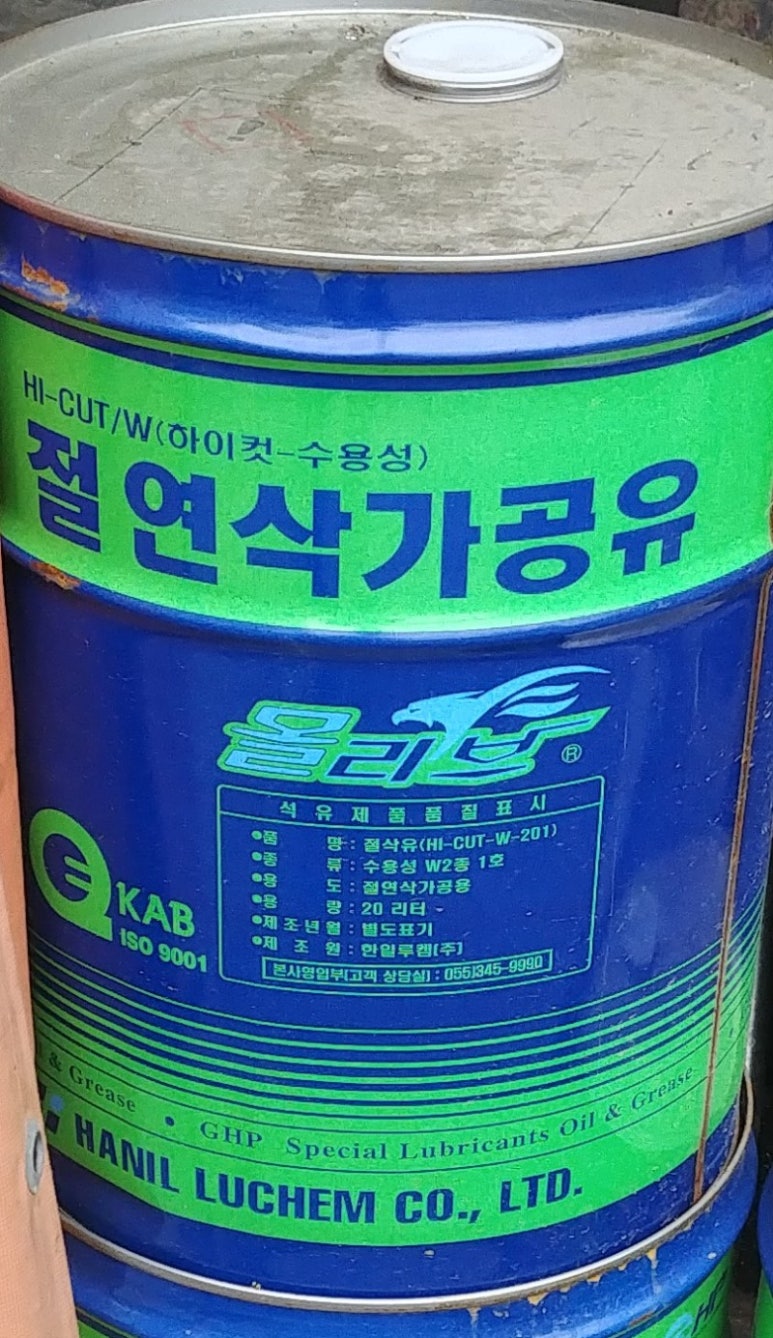 HI-CUT/W(하이컷-수용성)
절연삭가공유
몰리브®
석유제품품질표시
●품 명 : 절삭유(HI-CUT-W-201)
●종 류 : 수용성 W2종 1호
●용 도 : 절연삭가공용
●용 량 : 20 리터
●제조년월 : 별도표기
●제 조 원 : 한일루켐(주)
본사영업부(고객 상담실) : 055)345-9990
KAB
ISO 9001
& Grease • GHP Special Lubricants Oil & Grease
HANIL LUCHEM CO., LTD.